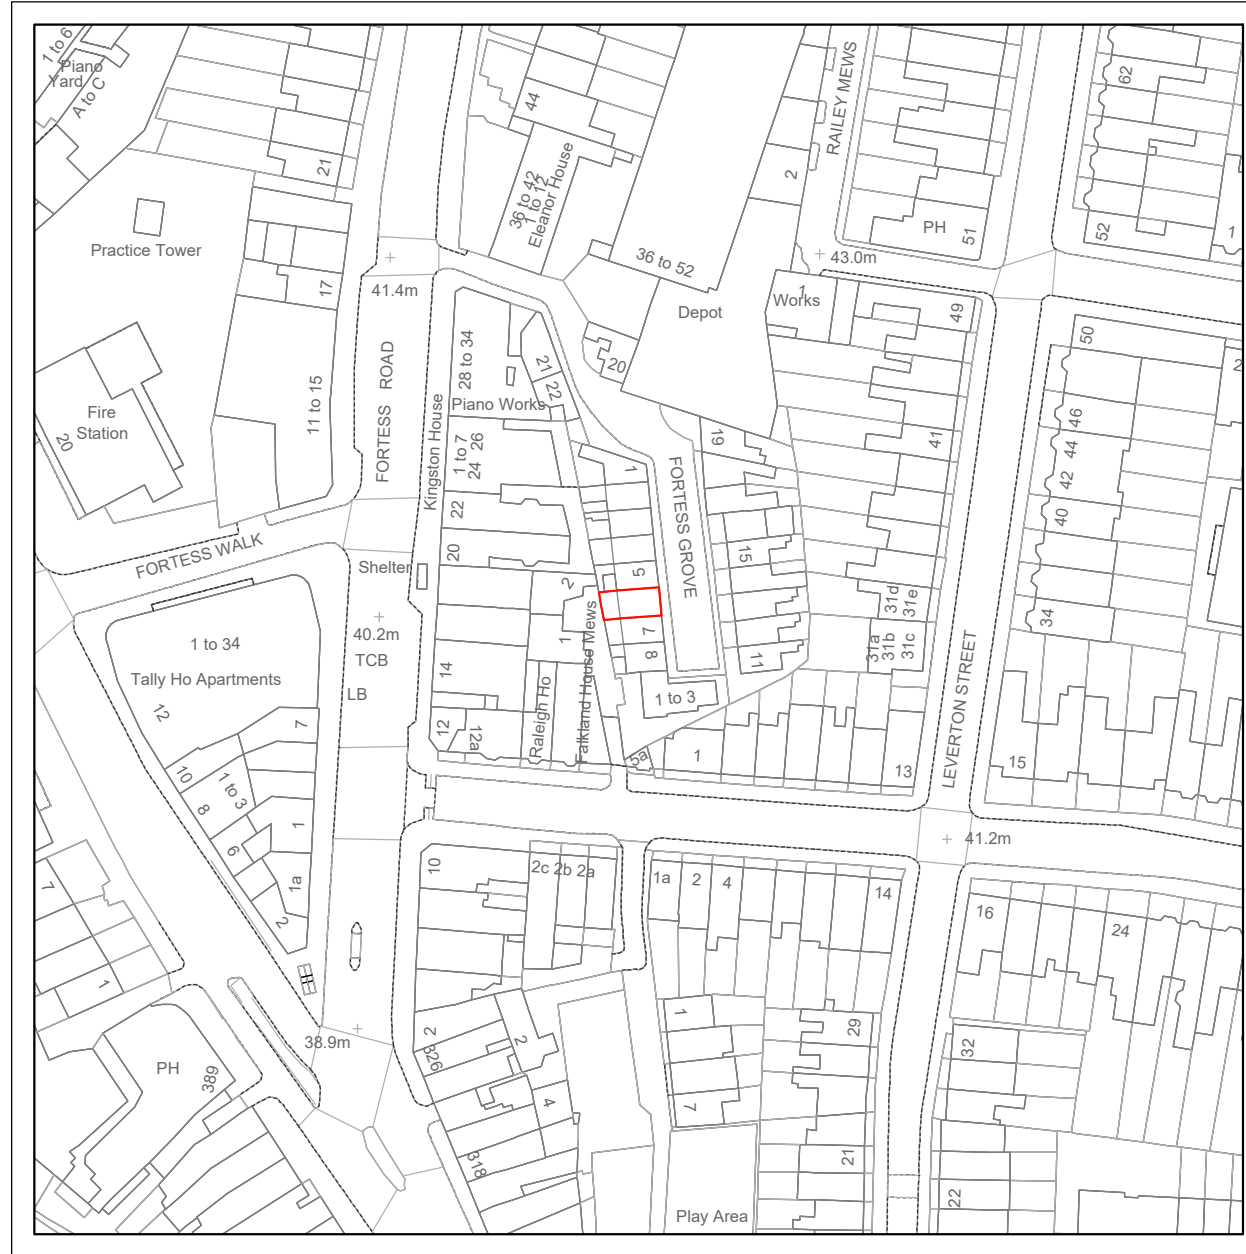 1 to 6
Piano
Yard
A to C
21
44
36 to 42
1 to 12
Eleanor House
2
RAILEY MEWS
62
Practice Tower
PH
51
52
1
17
41.4m
36 to 52
43.0m
Depot
1
Works
49
50
2
FORTESS ROAD
28 to 34
21
22
20
Piano Works
Fire
Station
20
11 to 15
Kingston House
1 to 7
24 26
1
19
FORTESS GROVE
41
46
44
42
40
34
22
20
FORTESS WALK
Shelter
5
15
2
31d
31e
31a
31b
31c
40.2m
TCB
LB
1 to 34
Tally Ho Apartments
12
7
8
11
1
14
Falkland House Mews
Raleigh Ho
12
12a
1 to 3
5a
1
13
LEVERTON STREET
15
7
10
1 to 3
8
6
1
1a
2
41.2m
10
2c 2b 2a
1a
2
4
14
16
24
7
1
38.9m
2
326
2
4
1
7
29
32
PH
389
318
21
22
Play Area